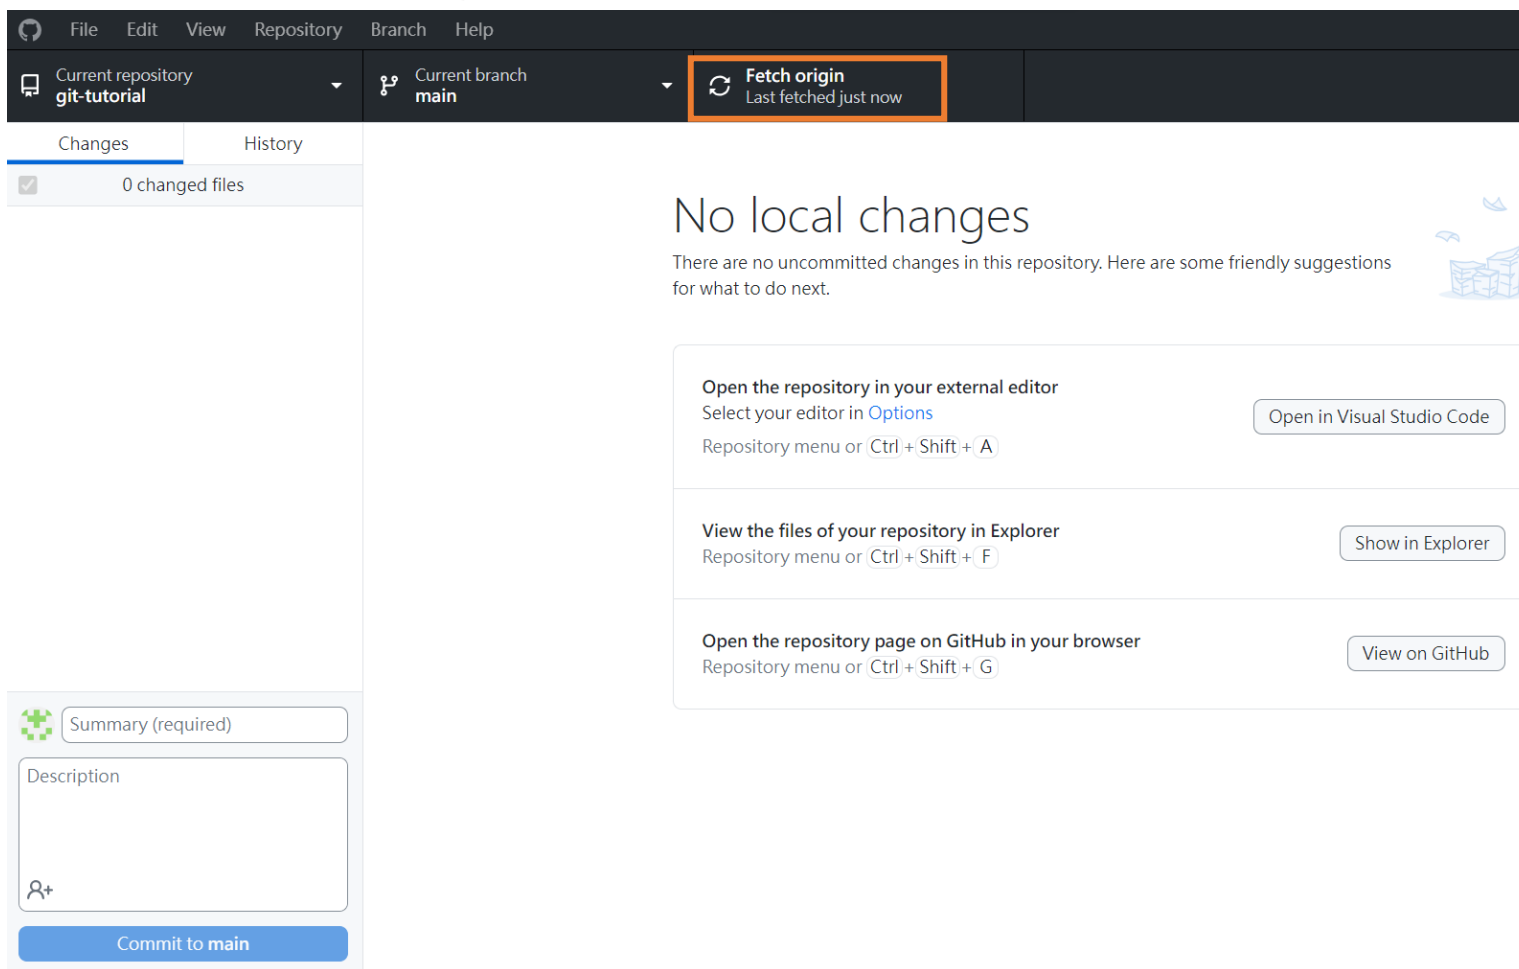 File Edit View Repository Branch Help
Current repository
git-tutorial
Current branch
main
Fetch origin
Last fetched just now
Changes
History
0 changed files
No local changes
There are no uncommitted changes in this repository. Here are some friendly suggestions
for what to do next.
Open the repository in your external editor
Select your editor in Options
Repository menu or Ctrl + Shift + A
Open in Visual Studio Code
View the files of your repository in Explorer
Repository menu or Ctrl + Shift + F
Show in Explorer
Open the repository page on GitHub in your browser
Repository menu or Ctrl + Shift + G
View on GitHub
Summary (required)
Description
Commit to main